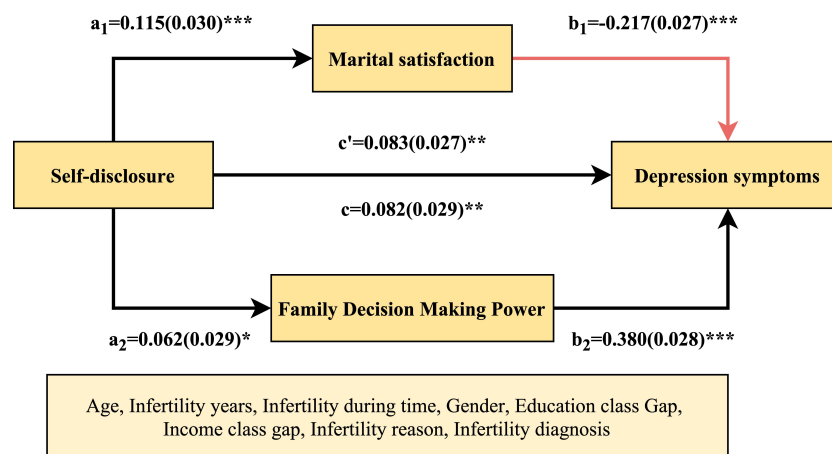 a1=0.115(0.030)***
b1=-0.217(0.027)***
Marital satisfaction
c'=0.083(0.027)**
Self-disclosure
Depression symptoms
c=0.082(0.029)**
Family Decision Making Power
a2=0.062(0.029)*
b2=0.380(0.028)***
Age, Infertility years, Infertility during time, Gender, Education class Gap,
Income class gap, Infertility reason, Infertility diagnosis